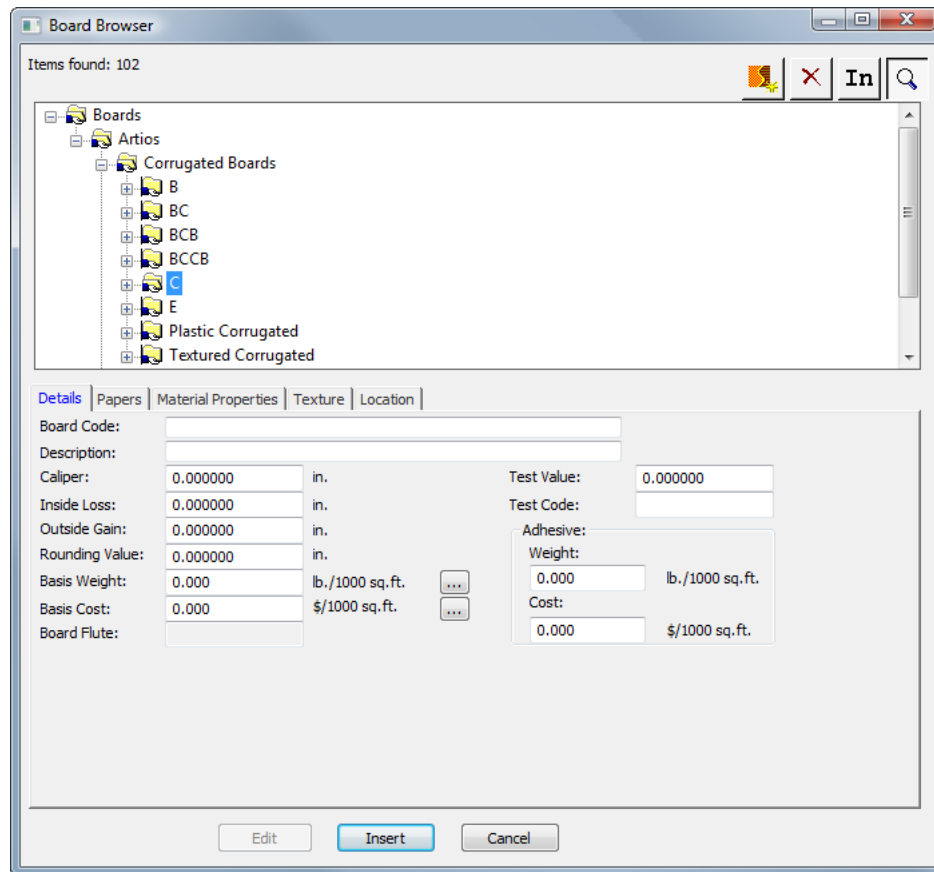 Board Browser
Items found: 102
In
Boards
Artios
Corrugated Boards
B
BC
BCB
BCCB
C
E
Plastic Corrugated
Textured Corrugated
Details Papers Material Properties Texture Location
Board Code:
Description:
Caliper: 0.000000 in. Test Value: 0.000000
Inside Loss: 0.000000 in. Test Code:
Outside Gain: 0.000000 in. Adhesive:
Rounding Value: 0.000000 in. Weight:
Basis Weight: 0.000 lb./1000 sq.ft. ... 0.000 lb./1000 sq.ft.
Basis Cost: 0.000 $/1000 sq.ft. ... Cost:
Board Flute: 0.000 $/1000 sq.ft.
Edit Insert Cancel